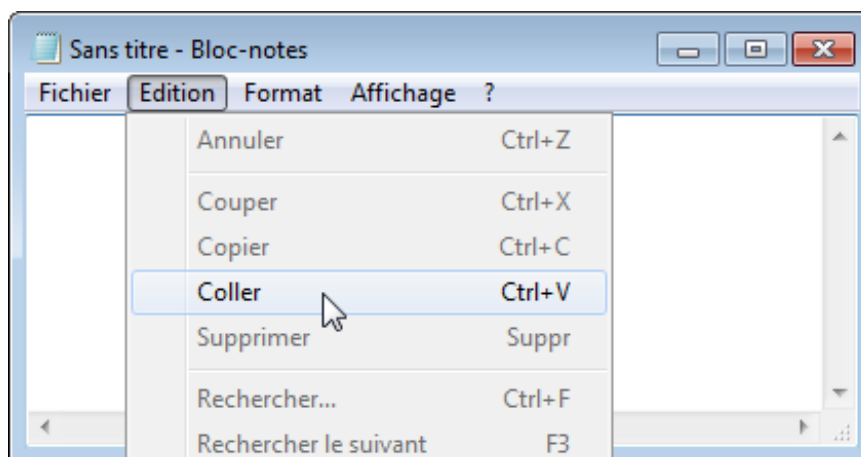 Sans titre - Bloc-notes
Fichier Edition Format Affichage ?
Annuler Ctrl+Z
Couper Ctrl+X
Copier Ctrl+C
Coller Ctrl+V
Supprimer Suppr
Rechercher... Ctrl+F
Rechercher le suivant F3